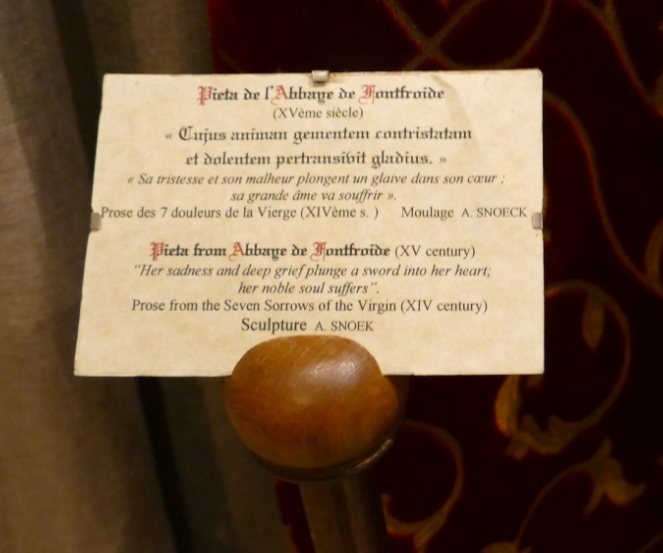 Pieta de l'Abbaye de Fontfroide
(XVème siècle)
« Cujus animan gementem contristatam
et dolentem pertransibit gladius. »
« Sa tristesse et son malheur plongent un glaive dans son cœur ;
sa grande âme va souffrir ».
Prose des 7 douleurs de la Vierge (XIVème s. ) Moulage A. SNOECK
Pieta from Abbaye de Fontfroide (XV century)
"Her sadness and deep grief plunge a sword into her heart;
her noble soul suffers".
Prose from the Seven Sorrows of the Virgin (XIV century)
Sculpture A. SNOEK